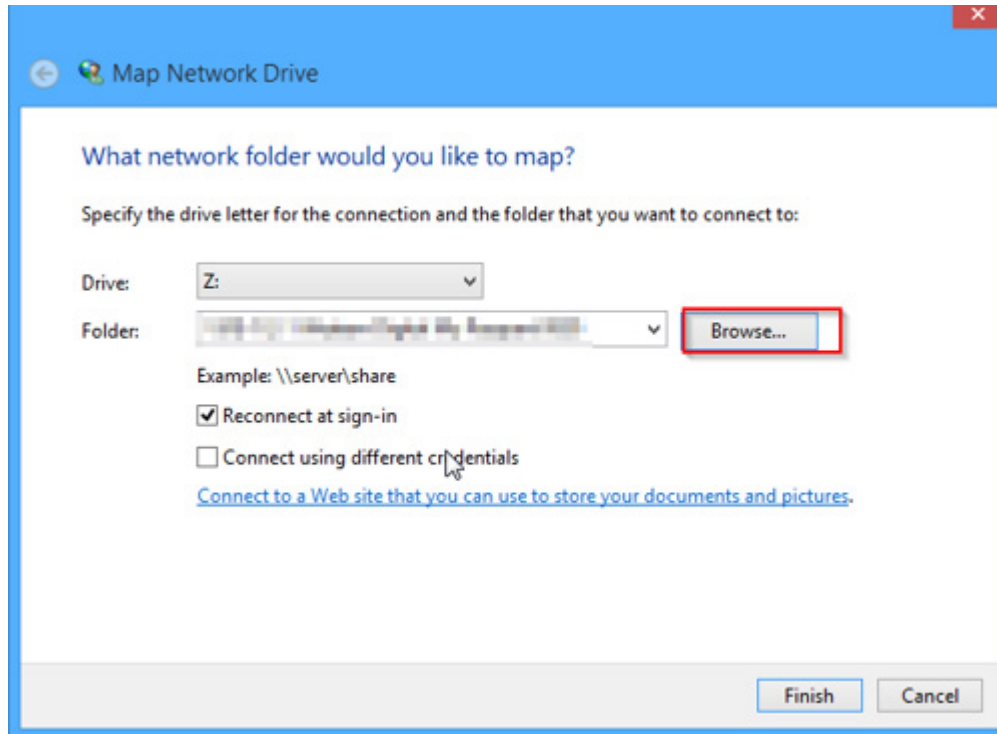 Map Network Drive
What network folder would you like to map?
Specify the drive letter for the connection and the folder that you want to connect to:
Drive: Z:
Folder: Browse...
Example: \\server\share
Reconnect at sign-in
Connect using different credentials
Connect to a Web site that you can use to store your documents and pictures.
Finish Cancel